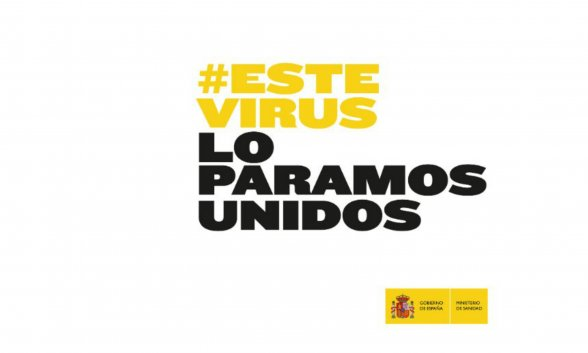 #ESTE
VIRUS
LO
PARAMOS
UNIDOS
GOBIERNO
DE ESPAÑA
MINISTERIO
DE SANIDAD